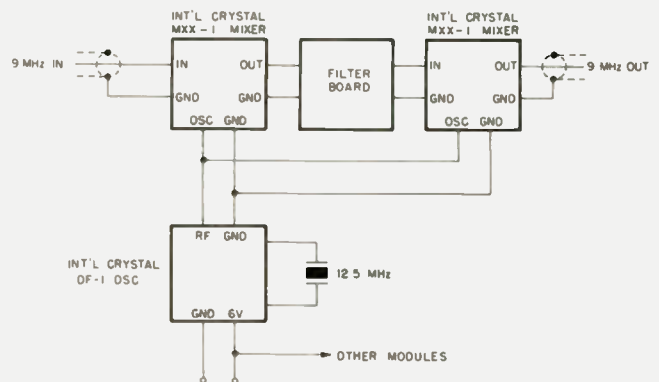 INT'L CRYSTAL
MXX-1 MIXER
INT'L CRYSTAL
MXX-1 MIXER
9 MHz IN
IN
OUT
GND
GND
OSC
GND
FILTER
BOARD
IN
OUT
GND
GND
OSC
GND
9 MHz OUT
RF
GND
INT'L CRYSTAL
OF-1 OSC
12.5 MHz
GND
6V
OTHER MODULES